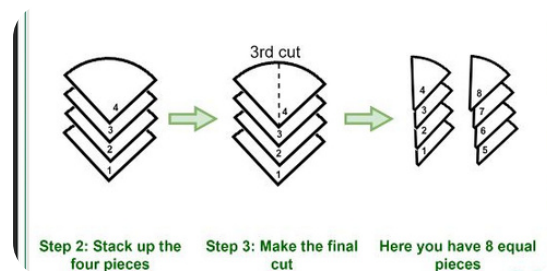 3rd cut
4
3
2
1
4
3
2
1
4
3
2
1
8
7
6
5
Step 2: Stack up the
four pieces
Step 3: Make the final
cut
Here you have 8 equal
pieces